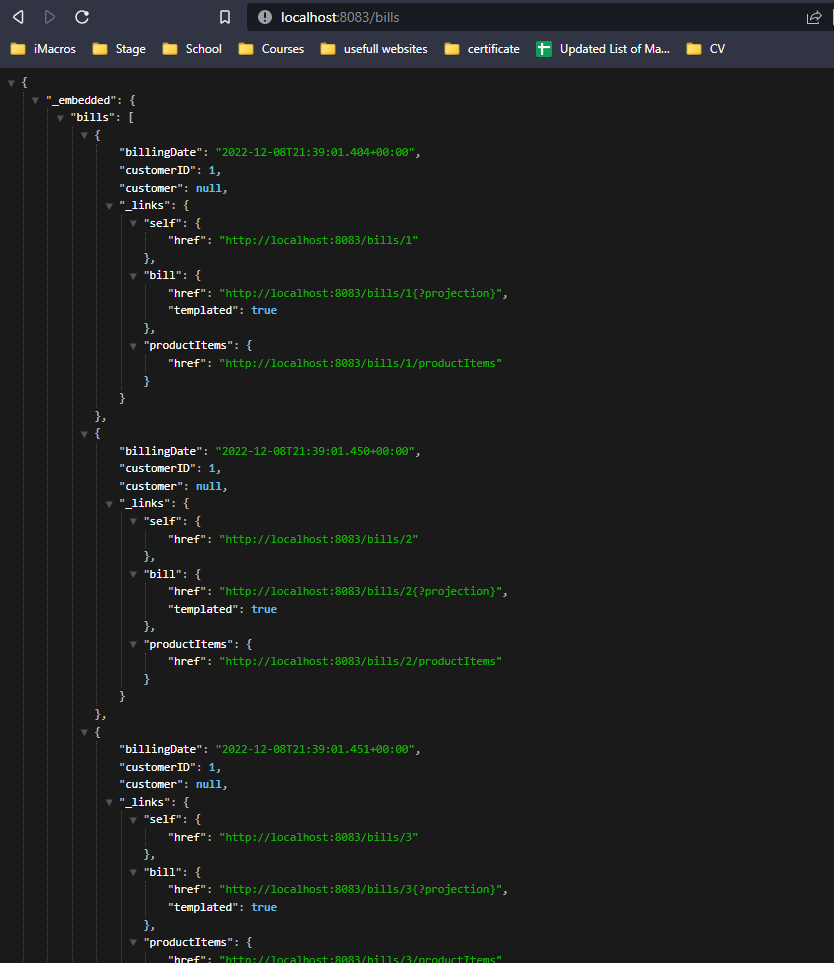 localhost:8083/bills
iMacros Stage School Courses usefull websites certificate Updated List of Ma... CV
{
"_embedded": {
"bills": [
{
"billingDate": "2022-12-08T21:39:01.404+00:00",
"customerID": 1,
"customer": null,
"_links": {
"self": {
"href": "http://localhost:8083/bills/1"
},
"bill": {
"href": "http://localhost:8083/bills/1{?projection}",
"templated": true
},
"productItems": {
"href": "http://localhost:8083/bills/1/productItems"
}
}
},
{
"billingDate": "2022-12-08T21:39:01.450+00:00",
"customerID": 1,
"customer": null,
"_links": {
"self": {
"href": "http://localhost:8083/bills/2"
},
"bill": {
"href": "http://localhost:8083/bills/2{?projection}",
"templated": true
},
"productItems": {
"href": "http://localhost:8083/bills/2/productItems"
}
}
},
{
"billingDate": "2022-12-08T21:39:01.451+00:00",
"customerID": 1,
"customer": null,
"_links": {
"self": {
"href": "http://localhost:8083/bills/3"
},
"bill": {
"href": "http://localhost:8083/bills/3{?projection}",
"templated": true
},
"productItems": {
"href": "http://localhost:8083/bills/3/productItems"